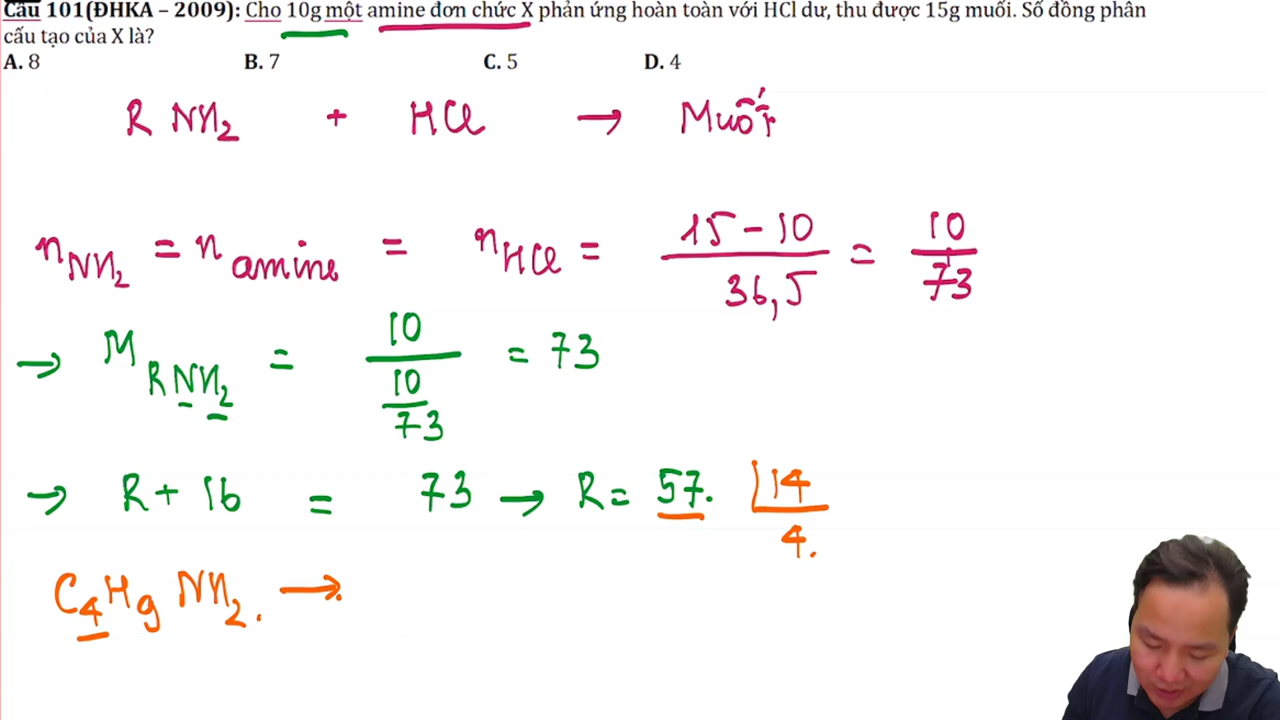 Câu 101(ĐHKA – 2009): Cho 10g một amine đơn chức X phản ứng hoàn toàn với HCl dư, thu được 15g muối. Số đồng phân
cấu tạo của X là?
A. 8 B. 7 C. 5 D. 4
R NH2 + HCl → Muối
nNH2 = n amine = nHCl = (15 - 10)/36,5 = 10/73
→ M RNH2 = 10/(10/73) = 73
→ R + 16 = 73 → R = 57. |14
4.
C4H9NH2. →